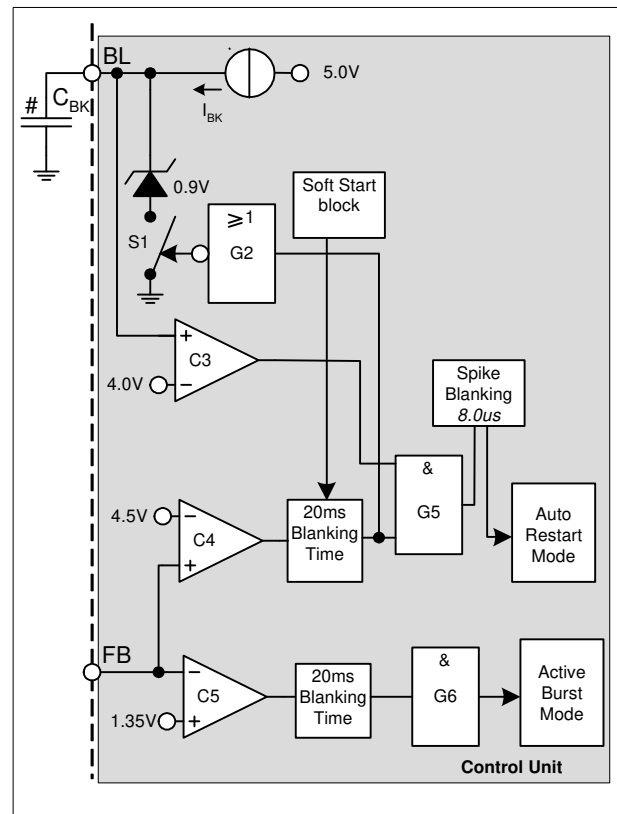 BL
5.0V
# C_BK
I_BK
0.9V
Soft Start
block
S1
≥1
G2
+
C3
4.0V
−
Spike
Blanking
8.0us
&
G5
4.5V
−
C4
+
20ms
Blanking
Time
Auto
Restart
Mode
FB
−
C5
1.35V
+
20ms
Blanking
Time
&
G6
Active
Burst
Mode
Control Unit